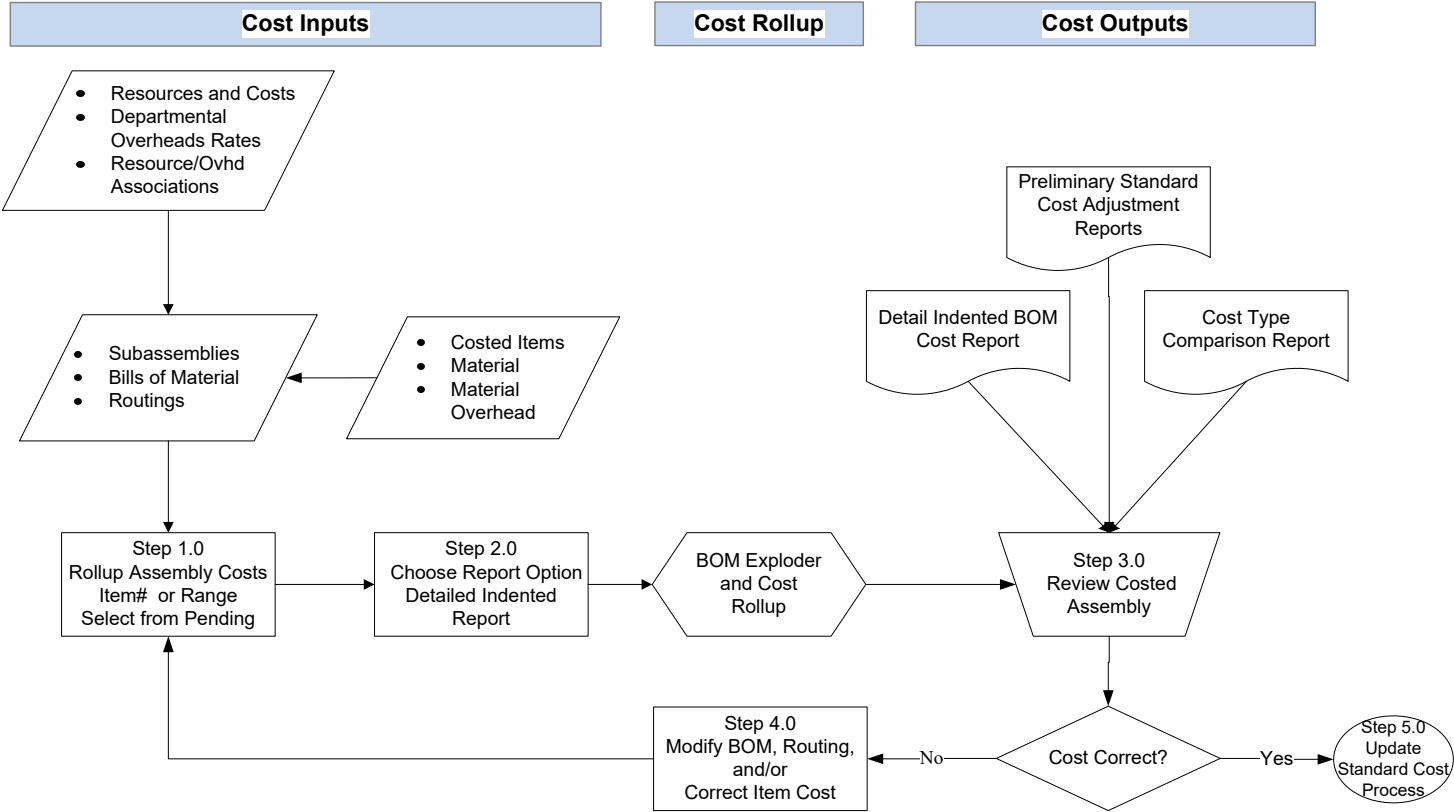 Cost Inputs
Cost Rollup
Cost Outputs
• Resources and Costs
• Departmental
Overheads Rates
• Resource/Ovhd
Associations
Preliminary Standard
Cost Adjustment
Reports
• Subassemblies
• Bills of Material
• Routings
• Costed Items
• Material
• Material
Overhead
Detail Indented BOM
Cost Report
Cost Type
Comparison Report
Step 1.0
Rollup Assembly Costs
Item# or Range
Select from Pending
Step 2.0
Choose Report Option
Detailed Indented
Report
BOM Exploder
and Cost
Rollup
Step 3.0
Review Costed
Assembly
Step 4.0
Modify BOM, Routing,
and/or
Correct Item Cost
No
Cost Correct?
Yes
Step 5.0
Update
Standard Cost
Process